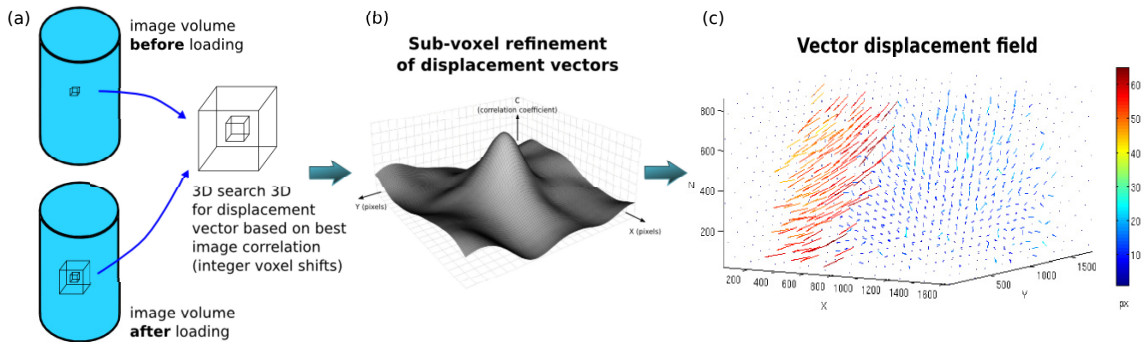 (a)
image volume
before loading
3D search 3D
for displacement
vector based on best
image correlation
(integer voxel shifts)
image volume
after loading
(b)
Sub-voxel refinement
of displacement vectors
C
(correlation coefficient)
Y (pixels)
X (pixels)
(c)
Vector displacement field
800
600
400
200
N
200 400 600 800 1000 1200 1400 1600
X
500
1000
1500
Y
60
50
40
30
20
10
px